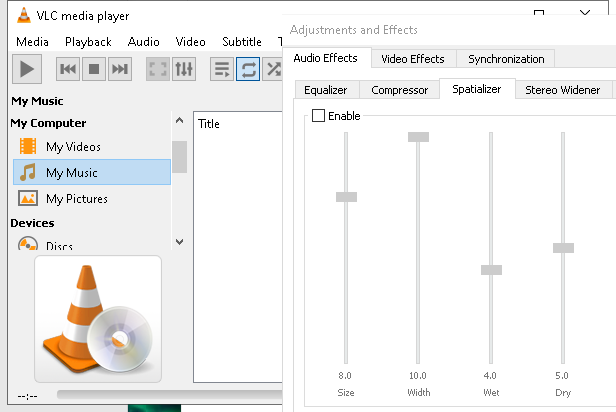 VLC media player
Media Playback Audio Video Subtitle
My Music
My Computer
My Videos
My Music
My Pictures
Devices
Discs
Title
--:--
Adjustments and Effects
Audio Effects Video Effects Synchronization
Equalizer Compressor Spatializer Stereo Widener
Enable
8.0 10.0 4.0 5.0
Size Width Wet Dry